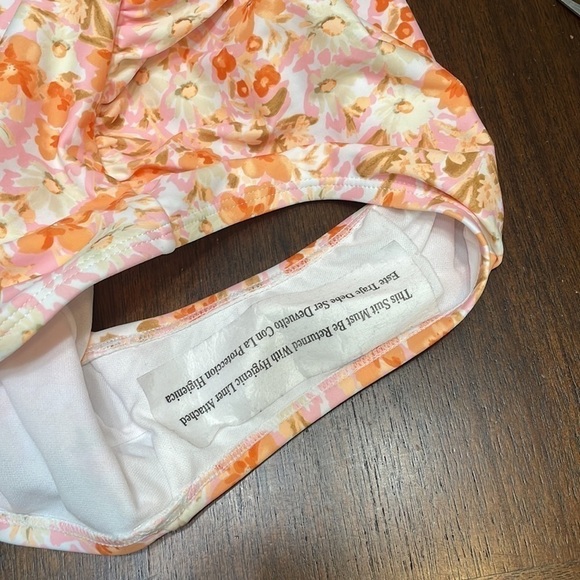 This Suit Must Be Returned With Hygienic Liner Attached
Este Traje Debe Ser Devuelto Con La Proteccion Higienica